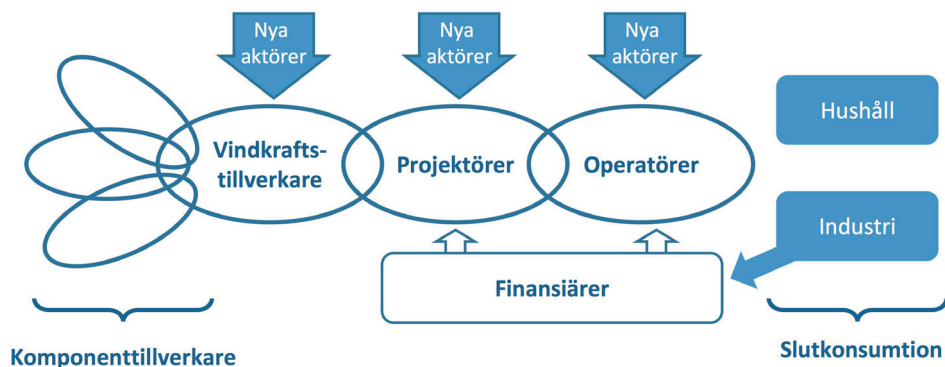 Nya
aktörer
Nya
aktörer
Nya
aktörer
Vindkrafts-
tillverkare
Projektörer
Operatörer
Hushåll
Industri
Finansiärer
Komponenttillverkare
Slutkonsumtion